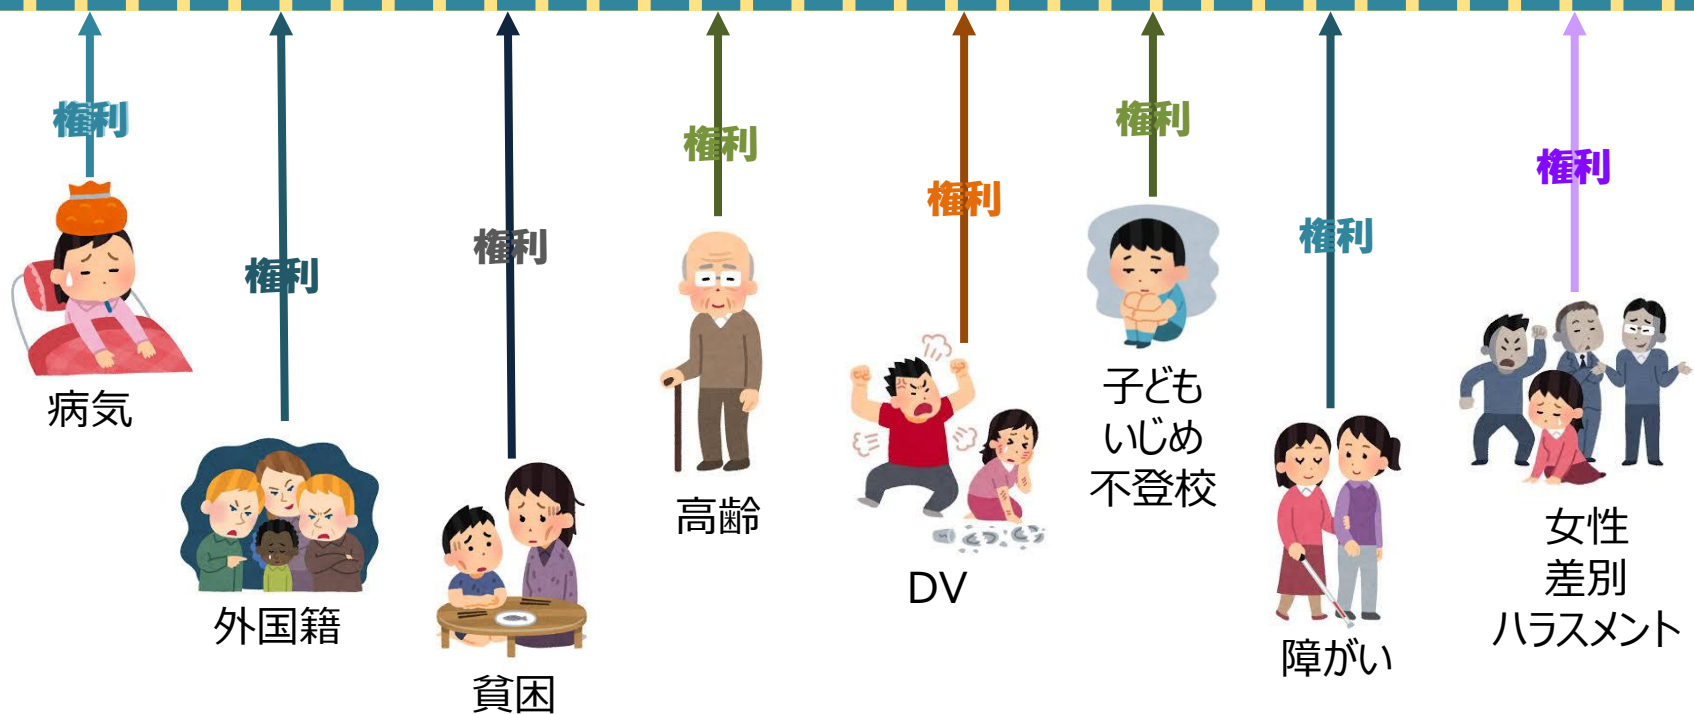 権利
病気
権利
外国籍
権利
貧困
権利
高齢
権利
DV
権利
子ども
いじめ
不登校
権利
障がい
権利
女性
差別
ハラスメント